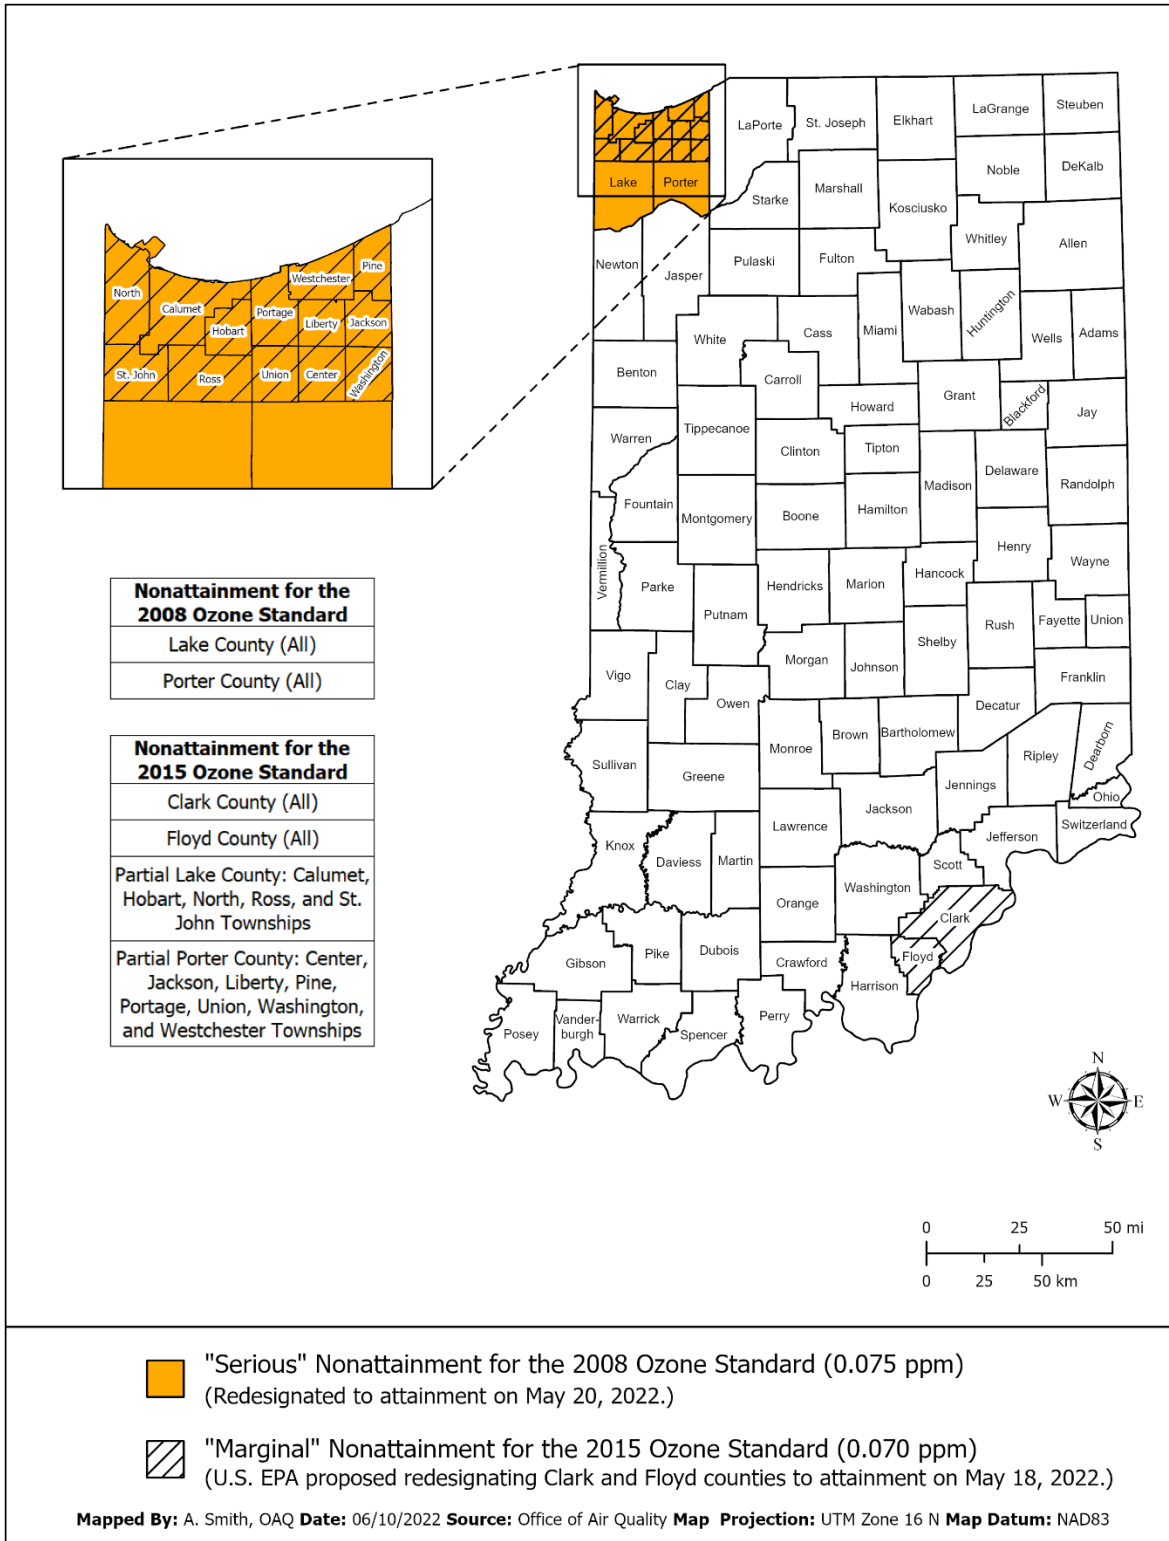 LaPorte
St. Joseph
Elkhart
LaGrange
Steuben
Noble
DeKalb
Lake
Porter
Starke
Marshall
Kosciusko
Whitley
Allen
Newton
Jasper
Pulaski
Fulton
Miami
Wabash
Huntington
Wells
Adams
White
Cass
Benton
Carroll
Howard
Grant
Blackford
Jay
Warren
Tippecanoe
Clinton
Tipton
Madison
Delaware
Randolph
Fountain
Montgomery
Boone
Hamilton
Henry
Wayne
Vermillion
Parke
Putnam
Hendricks
Marion
Hancock
Rush
Fayette
Union
Vigo
Clay
Owen
Morgan
Johnson
Shelby
Franklin
Decatur
Sullivan
Greene
Monroe
Brown
Bartholomew
Jennings
Ripley
Dearborn
Ohio
Switzerland
Jefferson
Knox
Daviess
Martin
Lawrence
Jackson
Scott
Washington
Orange
Clark
Floyd
Gibson
Pike
Dubois
Crawford
Harrison
Posey
Vander-
burgh
Warrick
Spencer
Perry
North
Calumet
Hobart
Portage
Westchester
Pine
Liberty
Jackson
St. John
Ross
Union
Center
Washington
Nonattainment for the
2008 Ozone Standard
Lake County (All)
Porter County (All)
Nonattainment for the
2015 Ozone Standard
Clark County (All)
Floyd County (All)
Partial Lake County: Calumet,
Hobart, North, Ross, and St.
John Townships
Partial Porter County: Center,
Jackson, Liberty, Pine,
Portage, Union, Washington,
and Westchester Townships
N
W E
S
0 25 50 mi
0 25 50 km
"Serious" Nonattainment for the 2008 Ozone Standard (0.075 ppm)
(Redesignated to attainment on May 20, 2022.)
"Marginal" Nonattainment for the 2015 Ozone Standard (0.070 ppm)
(U.S. EPA proposed redesignating Clark and Floyd counties to attainment on May 18, 2022.)
Mapped By: A. Smith, OAQ Date: 06/10/2022 Source: Office of Air Quality Map Projection: UTM Zone 16 N Map Datum: NAD83